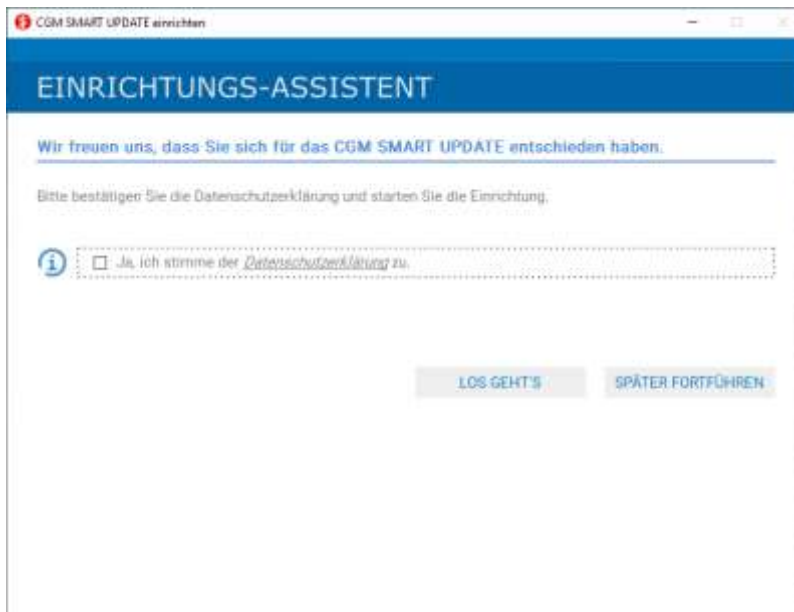 CGM SMART UPDATE einrichten
EINRICHTUNGS-ASSISTENT
Wir freuen uns, dass Sie sich für das CGM SMART UPDATE entschieden haben.
Bitte bestätigen Sie die Datenschutzerklärung und starten Sie die Einrichtung.
Ja, ich stimme der Datenschutzerklärung zu.
LOS GEHT'S SPÄTER FORTFÜHREN